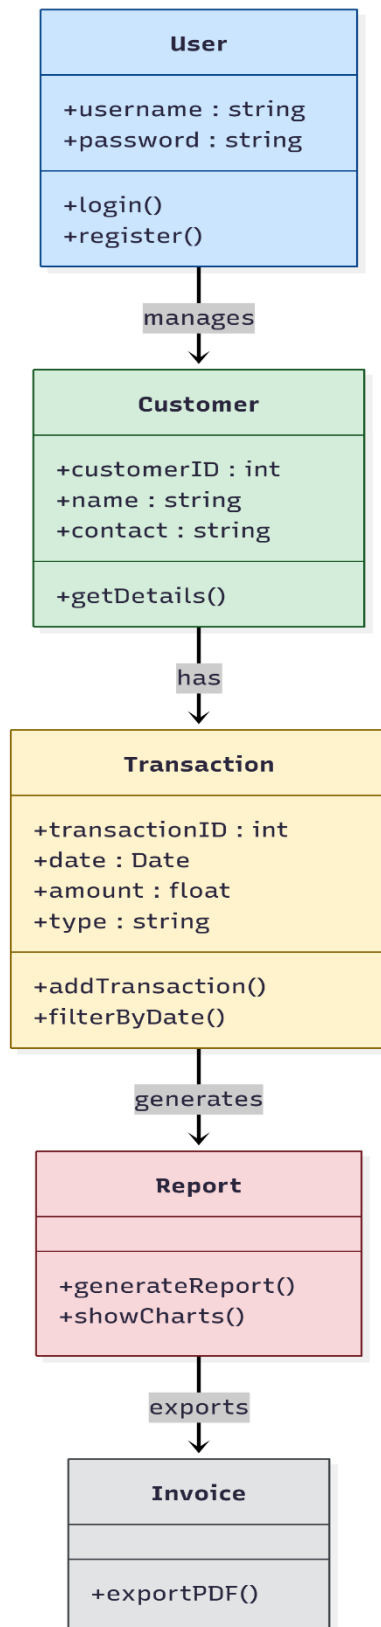 User
+username : string
+password : string
+login()
+register()
manages
Customer
+customerID : int
+name : string
+contact : string
+getDetails()
has
Transaction
+transactionID : int
+date : Date
+amount : float
+type : string
+addTransaction()
+filterByDate()
generates
Report
+generateReport()
+showCharts()
exports
Invoice
+exportPDF()